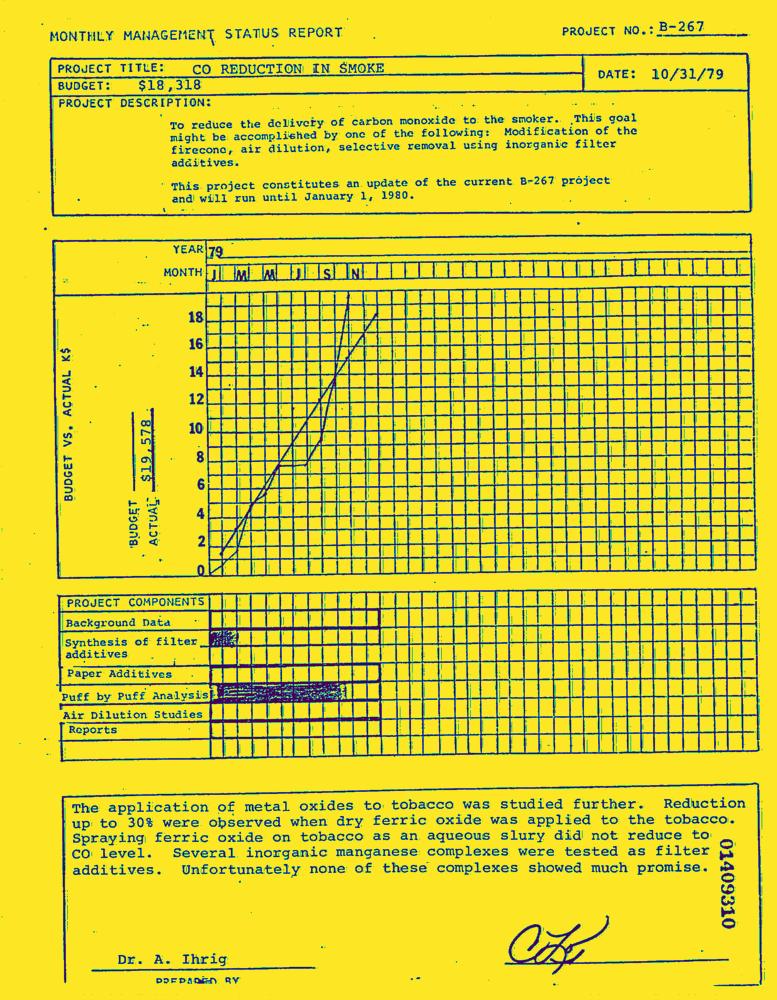 MONTHLY MANAGEMENT STATUS REPORT
PROJECT NO.: B-267
PROJECT TITLE: CO REDUCTION IN SMOKE
DATE: 10/31/79
BUDGET: $18,318
PROJECT DESCRIPTION:
To reduce the delivery of carbon monoxide to the smoker. This goal
might be accomplished by one of the following: Modification of the
firecone, air dilution, selective removal using inorganic filter
additives.
This project constitutes an update of the current B-267 project
and will run until January 1, 1980.
YEAR 79
MONTH J M M J S N
BUDGET VS. ACTUAL K$
BUDGET
ACTUAL $19,578
18
16
14
12
10
8
6
4
2
0
PROJECT COMPONENTS
Background Data
Synthesis of filter
additives
Paper Additives
Puff by Puff Analysis
Air Dilution Studies
Reports
The application of metal oxides to tobacco was studied further. Reduction
up to 30% were observed when dry ferric oxide was applied to the tobacco.
Spraying ferric oxide on tobacco as an aqueous slury did not reduce to
CO level. Several inorganic manganese complexes were tested as filter
additives. Unfortunately none of these complexes showed much promise.
01409310
Dr. A. Ihrig
PREPARED BY